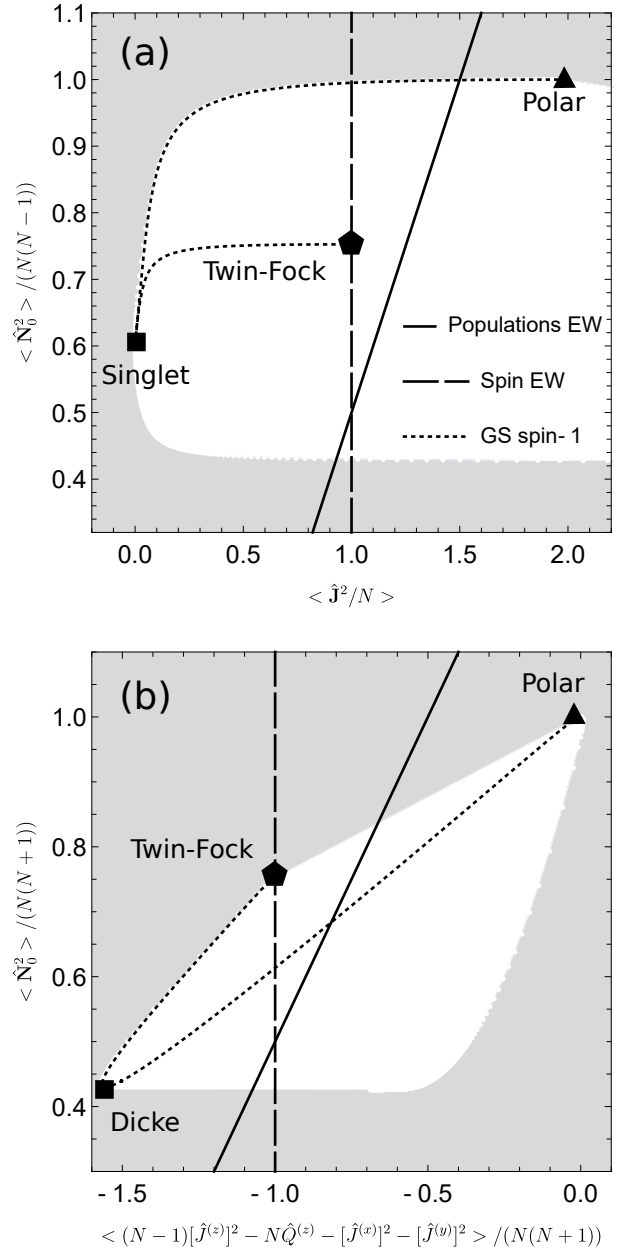 (a)
1.1
1.0
0.9
0.8
0.7
0.6
0.5
0.4
< N̂₀² > /(N(N − 1))
Polar
Twin-Fock
Singlet
Populations EW
Spin EW
GS spin- 1
0.0 0.5 1.0 1.5 2.0
< Ĵ²/N >
(b)
1.0
0.8
0.6
0.4
< N̂₀² > /(N(N + 1))
Polar
Twin-Fock
Dicke
- 1.5 - 1.0 - 0.5 0.0
< (N − 1)[Ĵ⁽ᶻ⁾]² − NQ̂⁽ᶻ⁾ − [Ĵ⁽ˣ⁾]² − [Ĵ⁽ʸ⁾]² > /(N(N + 1))